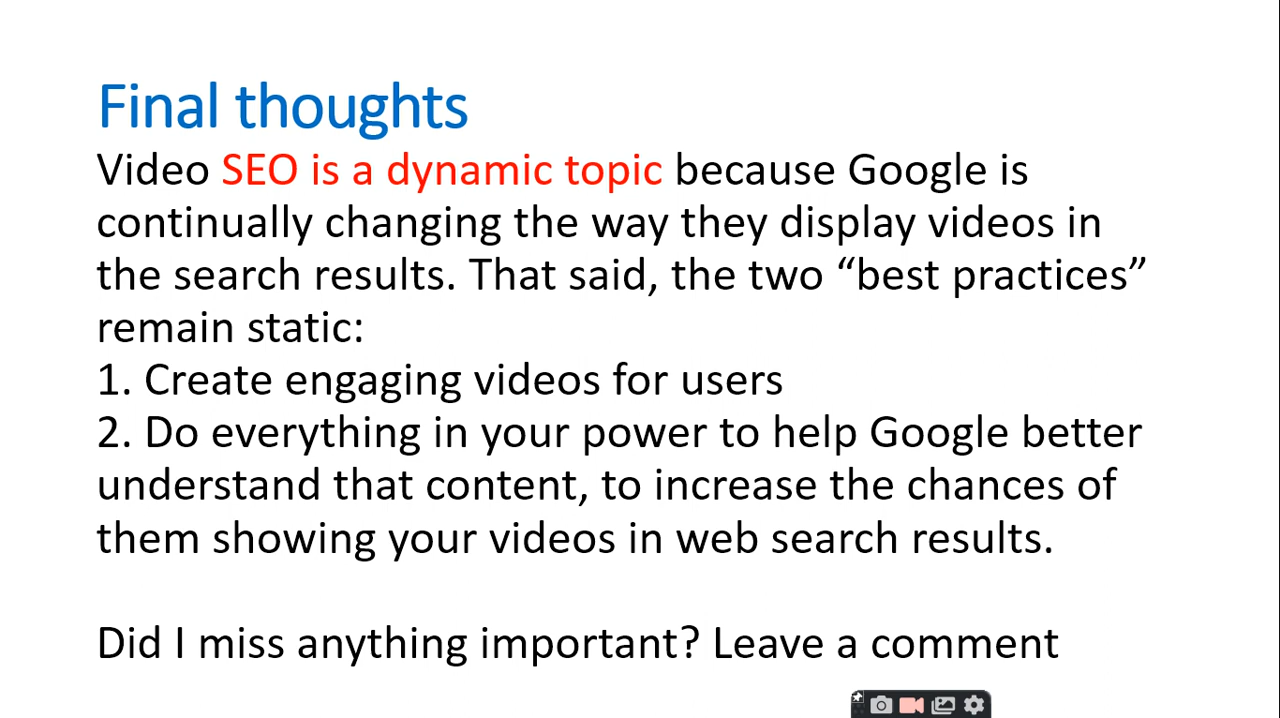 Final thoughts
Video SEO is a dynamic topic because Google is
continually changing the way they display videos in
the search results. That said, the two “best practices”
remain static:
1. Create engaging videos for users
2. Do everything in your power to help Google better
understand that content, to increase the chances of
them showing your videos in web search results.
Did I miss anything important? Leave a comment